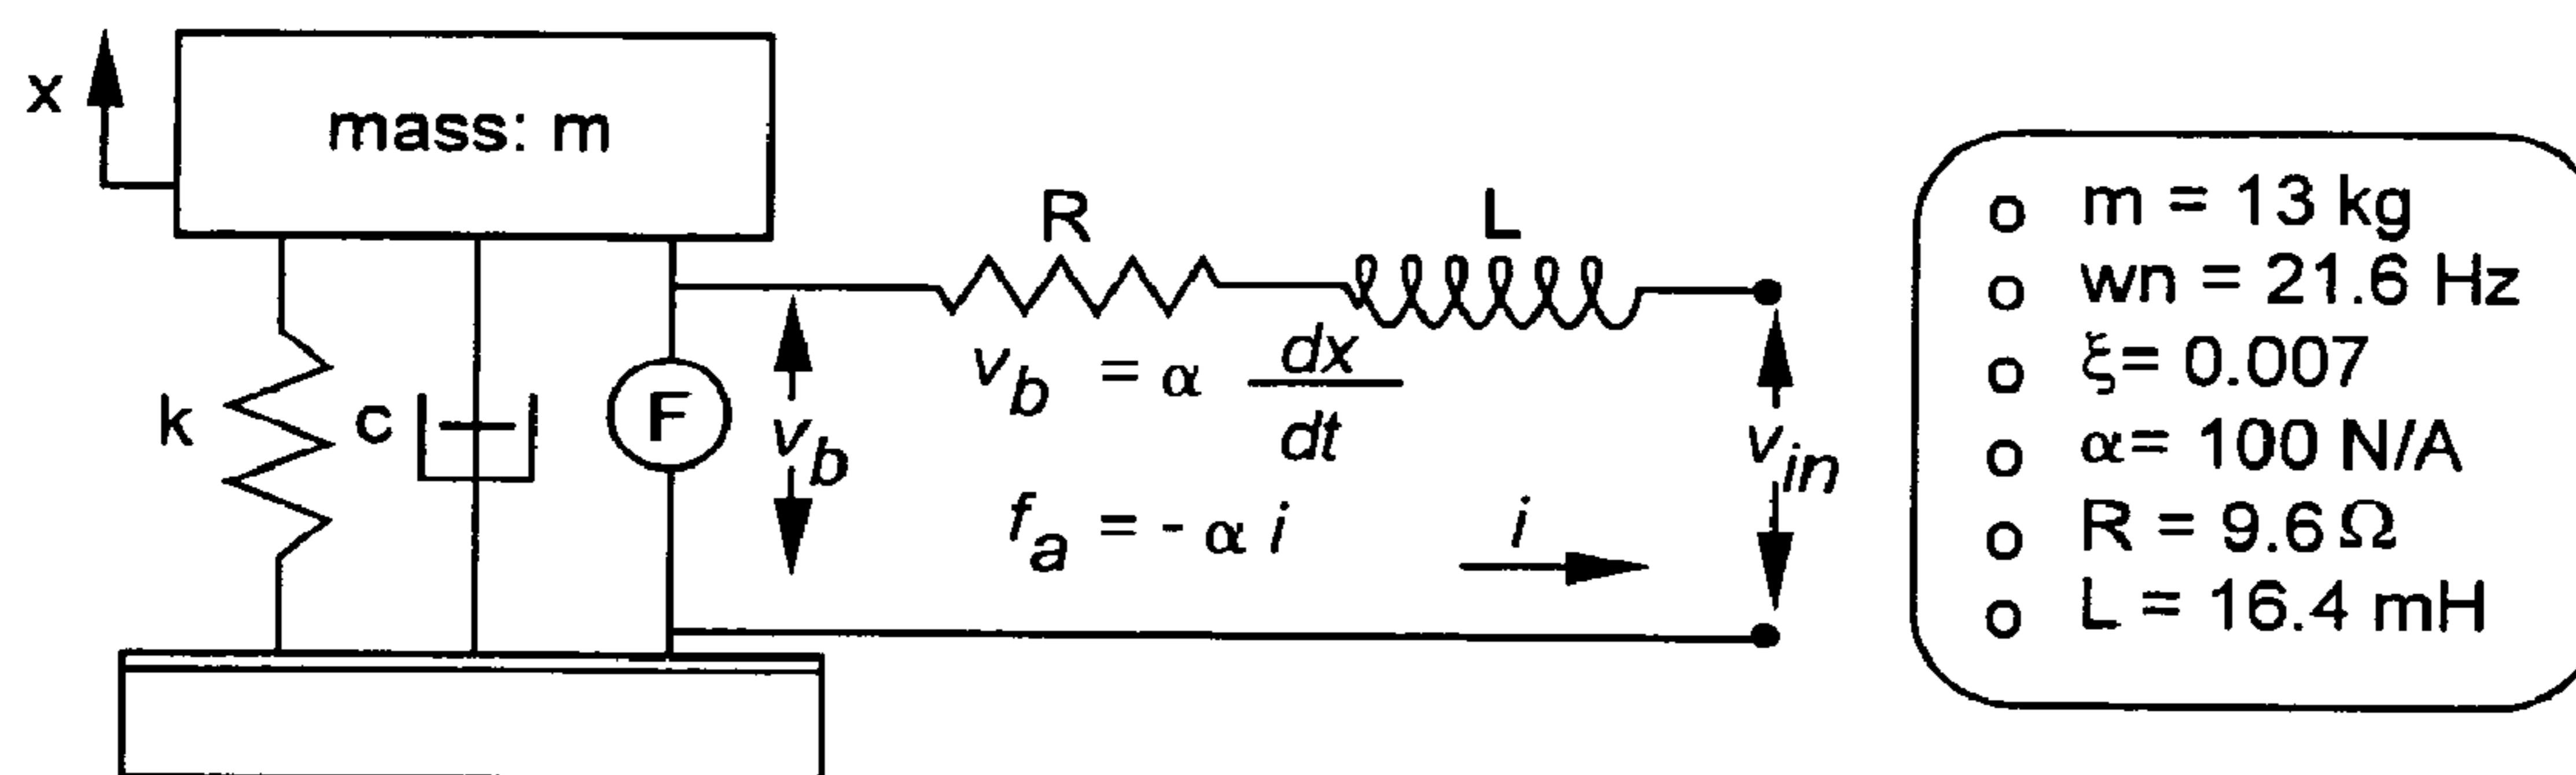 x
mass: m
R
L
k
c
F
v_b
v_b = α dx/dt
f_a = - α i
i
v_in
o m = 13 kg
o wn = 21.6 Hz
o ξ= 0.007
o α= 100 N/A
o R = 9.6 Ω
o L = 16.4 mH